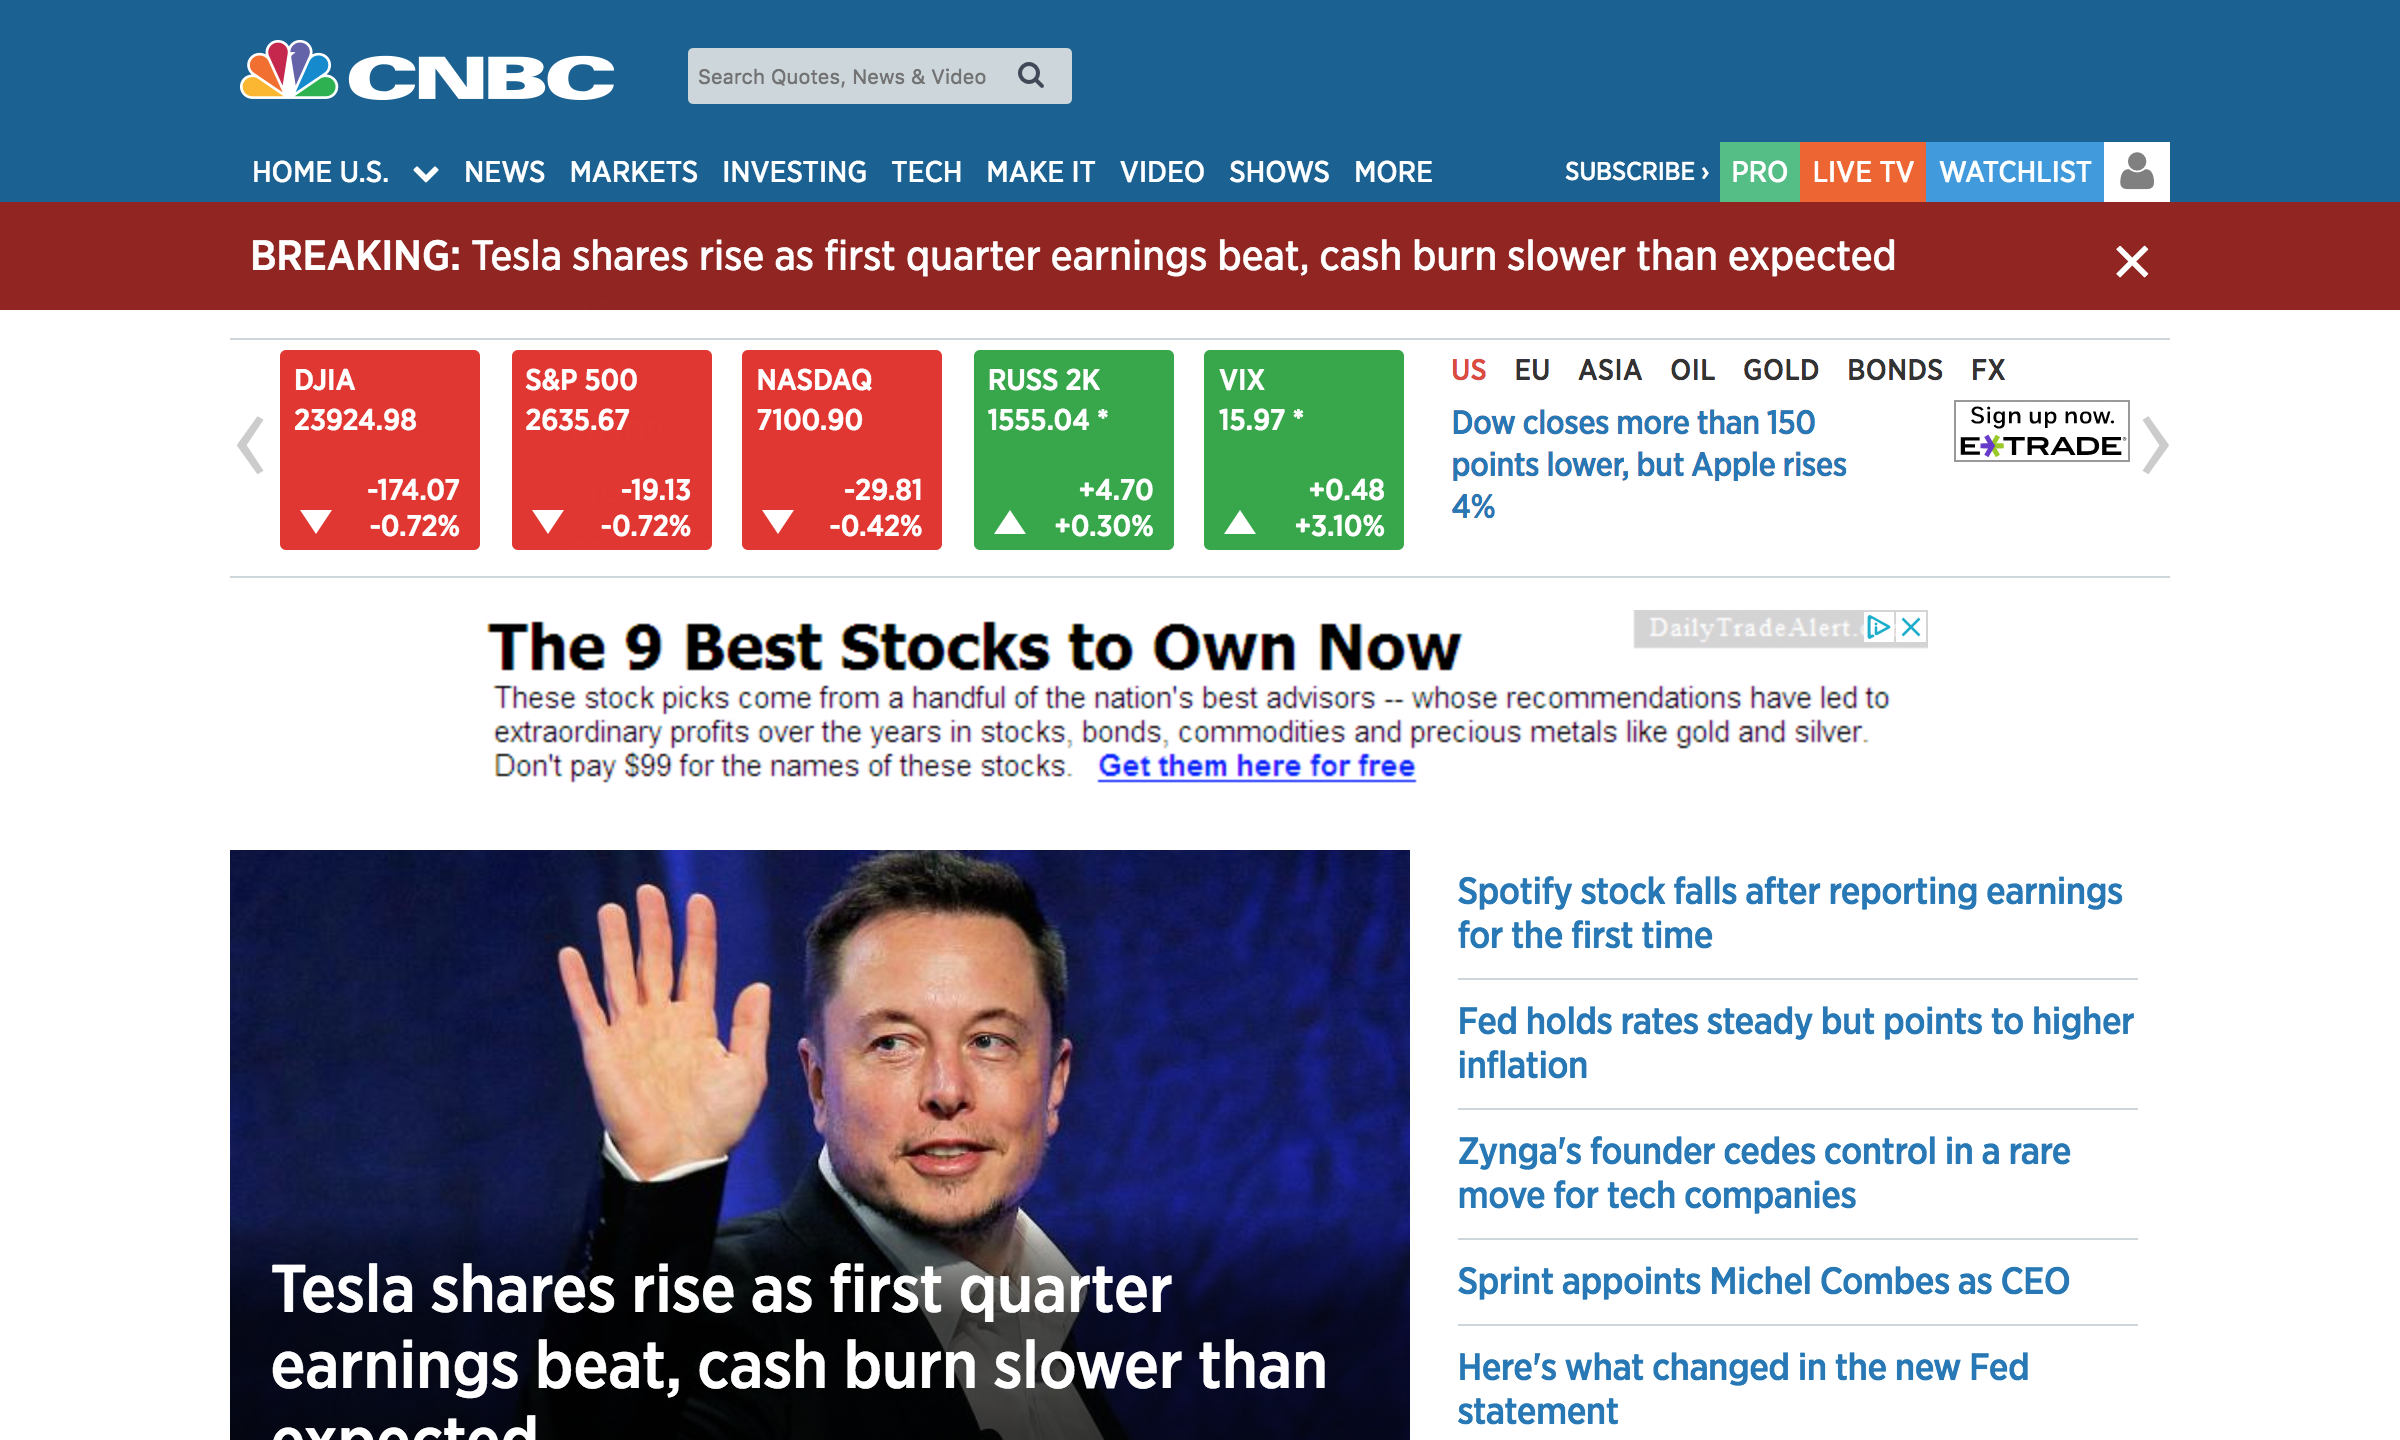 CNBC
Search Quotes, News & Video
HOME U.S. NEWS MARKETS INVESTING TECH MAKE IT VIDEO SHOWS MORE SUBSCRIBE › PRO LIVE TV WATCHLIST
BREAKING: Tesla shares rise as first quarter earnings beat, cash burn slower than expected
DJIA
23924.98
-174.07
-0.72%
S&P 500
2635.67
-19.13
-0.72%
NASDAQ
7100.90
-29.81
-0.42%
RUSS 2K
1555.04 *
+4.70
+0.30%
VIX
15.97 *
+0.48
+3.10%
US EU ASIA OIL GOLD BONDS FX
Dow closes more than 150
points lower, but Apple rises
4%
Sign up now.
E*TRADE
The 9 Best Stocks to Own Now
DailyTradeAlert.
These stock picks come from a handful of the nation's best advisors -- whose recommendations have led to
extraordinary profits over the years in stocks, bonds, commodities and precious metals like gold and silver.
Don't pay $99 for the names of these stocks. Get them here for free
Tesla shares rise as first quarter
earnings beat, cash burn slower than
expected
Spotify stock falls after reporting earnings
for the first time
Fed holds rates steady but points to higher
inflation
Zynga's founder cedes control in a rare
move for tech companies
Sprint appoints Michel Combes as CEO
Here's what changed in the new Fed
statement